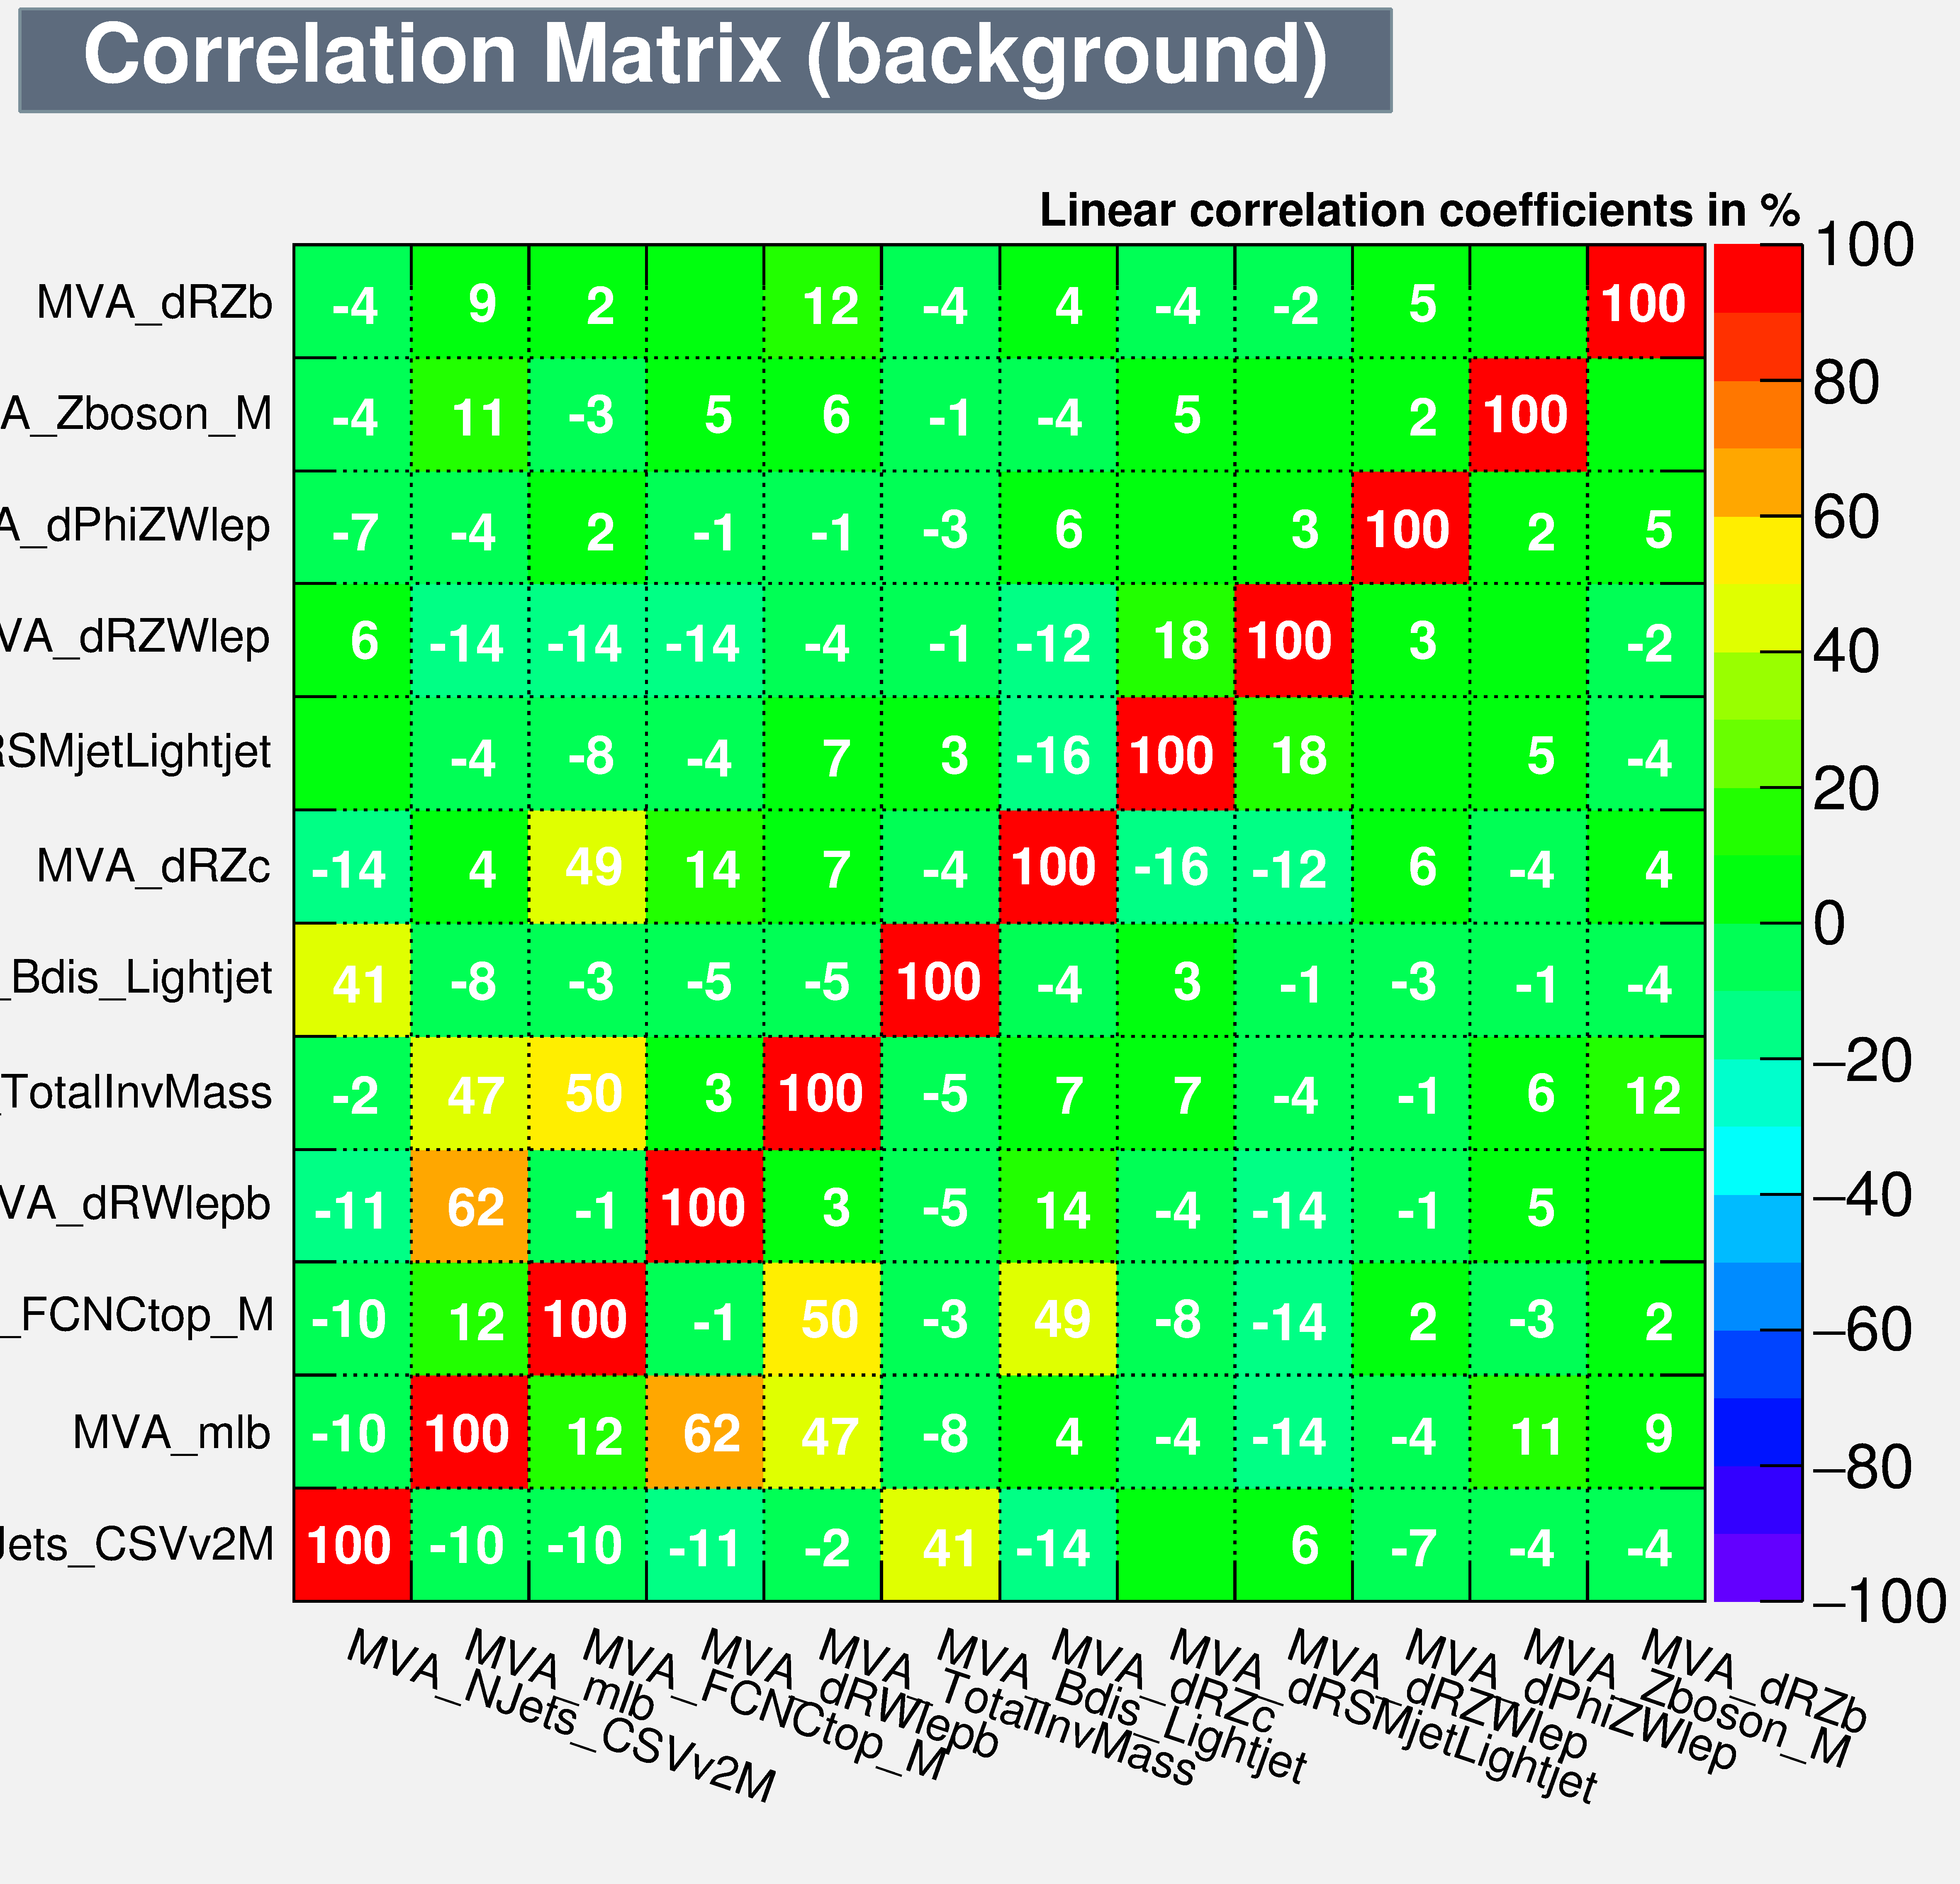 Correlation Matrix (background)
Linear correlation coefficients in %
100
MVA_dRZb -4 9 2 12 -4 4 -4 -2 5 100
80
A_Zboson_M -4 11 -3 5 6 -1 -4 5 2 100
60
A_dPhiZWlep -7 -4 2 -1 -1 -3 6 3 100 2 5
40
VA_dRZWlep 6 -14 -14 -14 -4 -1 -12 18 100 3 -2
20
RSMjetLightjet -4 -8 -4 7 3 -16 100 18 5 -4
MVA_dRZc -14 4 49 14 7 -4 100 -16 -12 6 -4 4
0
_Bdis_Lightjet 41 -8 -3 -5 -5 100 -4 3 -1 -3 -1 -4
−20
_TotalInvMass -2 47 50 3 100 -5 7 7 -4 -1 6 12
−40
VA_dRWlepb -11 62 -1 100 3 -5 14 -4 -14 -1 5
−60
_FCNCtop_M -10 12 100 -1 50 -3 49 -8 -14 2 -3 2
MVA_mlb -10 100 12 62 47 -8 4 -4 -14 -4 11 9
−80
Jets_CSVv2M 100 -10 -10 -11 -2 41 -14 6 -7 -4 -4
−100
MVA_NJets_CSVv2M
MVA_mlb
MVA_FCNCtop_M
MVA_dRWlepb
MVA_TotalInvMass
MVA_Bdis_Lightjet
MVA_dRZc
MVA_dRSMjetLightjet
MVA_dRZWlep
MVA_dPhiZWlep
MVA_Zboson_M
MVA_dRZb